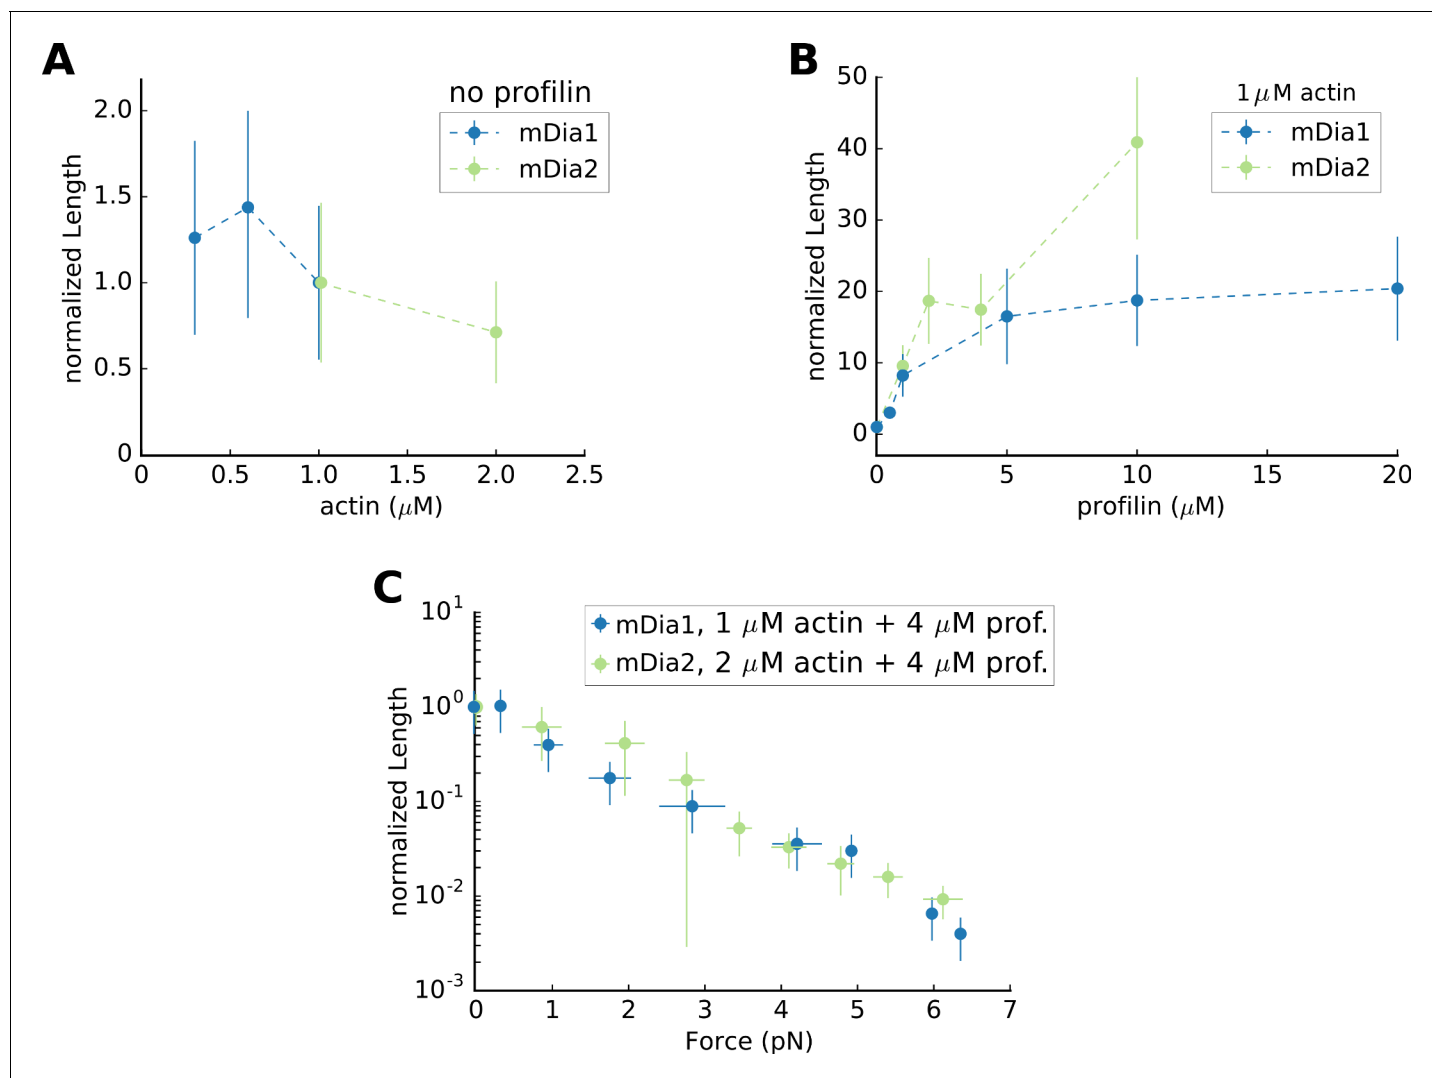 A
no profilin
mDia1
mDia2
2.0
1.5
1.0
0.5
0
normalized Length
0 0.5 1.0 1.5 2.0 2.5
actin (μM)
B
1 μM actin
mDia1
mDia2
50
40
30
20
10
0
normalized Length
0 5 10 15 20
profilin (μM)
C
mDia1, 1 μM actin + 4 μM prof.
mDia2, 2 μM actin + 4 μM prof.
10^1
10^0
10^-1
10^-2
10^-3
normalized Length
0 1 2 3 4 5 6 7
Force (pN)